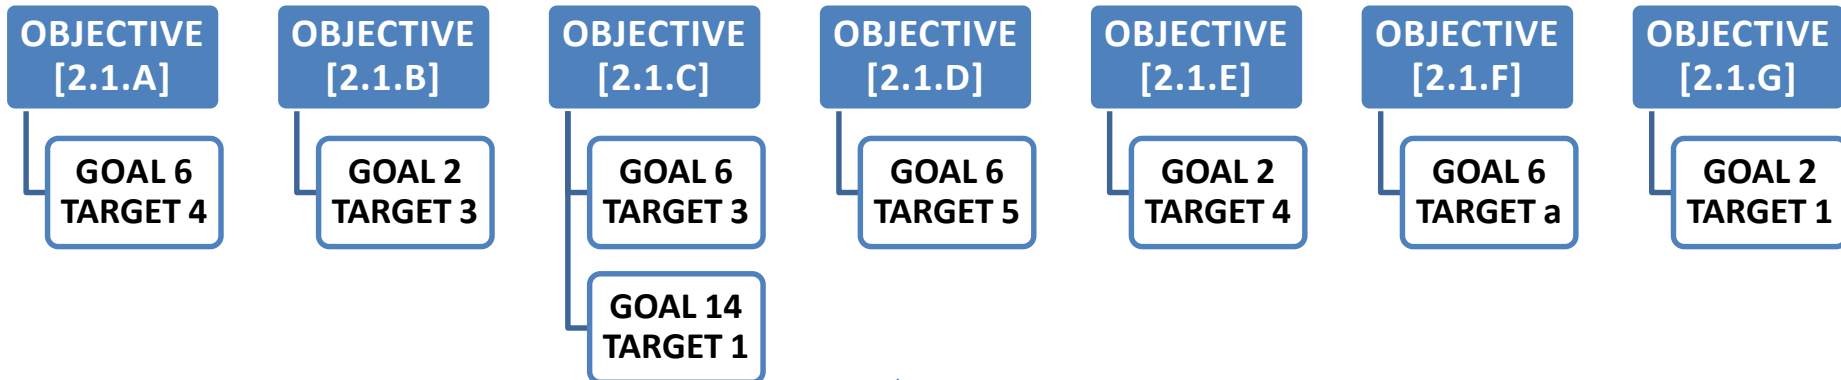 OBJECTIVE
[2.1.A]
GOAL 6
TARGET 4
OBJECTIVE
[2.1.B]
GOAL 2
TARGET 3
OBJECTIVE
[2.1.C]
GOAL 6
TARGET 3
GOAL 14
TARGET 1
OBJECTIVE
[2.1.D]
GOAL 6
TARGET 5
OBJECTIVE
[2.1.E]
GOAL 2
TARGET 4
OBJECTIVE
[2.1.F]
GOAL 6
TARGET a
OBJECTIVE
[2.1.G]
GOAL 2
TARGET 1